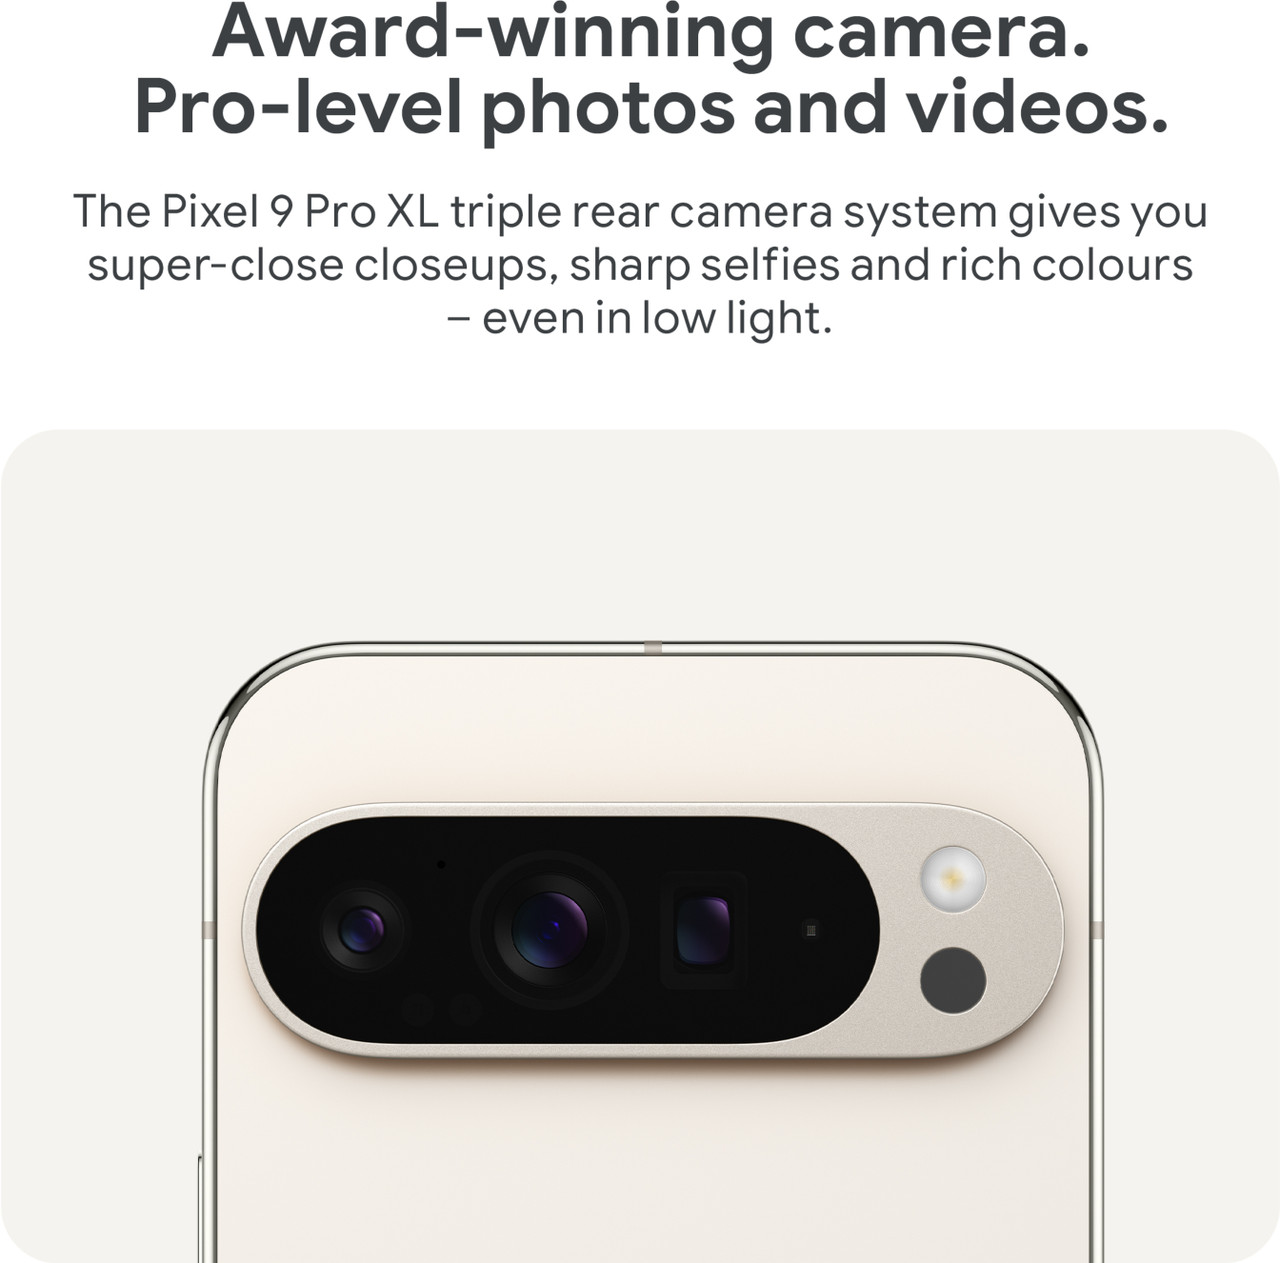 Award-winning camera.
Pro-level photos and videos.
The Pixel 9 Pro XL triple rear camera system gives you
super-close closeups, sharp selfies and rich colours
– even in low light.